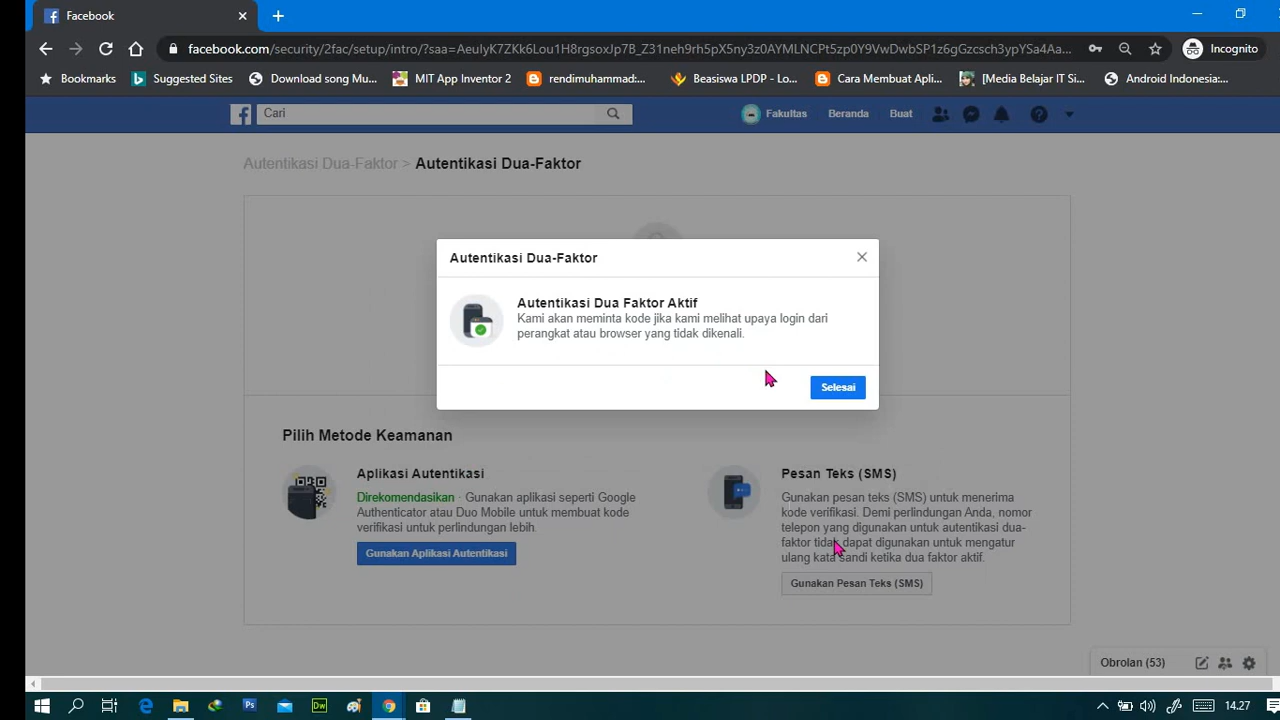 Facebook
facebook.com/security/2fac/setup/intro/?saa=AeuIyK7ZKk6Lou1H8rgsoxJp7B_Z31neh9rh5pX5ny3z0AYMLNCPt5zp0Y9VwDwbSP1z6gGzcsch3ypYSa4Aa...
Incognito
Bookmarks
Suggested Sites
Download song Mu...
MIT App Inventor 2
rendimuhammad:...
Beasiswa LPDP - Lo...
Cara Membuat Apli...
[Media Belajar IT Si...
Android Indonesia:...
Cari
Fakultas
Beranda
Buat
Autentikasi Dua-Faktor > Autentikasi Dua-Faktor
Autentikasi Dua-Faktor
Autentikasi Dua Faktor Aktif
Kami akan meminta kode jika kami melihat upaya login dari
perangkat atau browser yang tidak dikenali.
Selesai
Pilih Metode Keamanan
Aplikasi Autentikasi
Direkomendasikan · Gunakan aplikasi seperti Google
Authenticator atau Duo Mobile untuk membuat kode
verifikasi untuk perlindungan lebih.
Gunakan Aplikasi Autentikasi
Pesan Teks (SMS)
Gunakan pesan teks (SMS) untuk menerima
kode verifikasi. Demi perlindungan Anda, nomor
telepon yang digunakan untuk autentikasi dua-
faktor tidak dapat digunakan untuk mengatur
ulang kata sandi ketika dua faktor aktif.
Gunakan Pesan Teks (SMS)
Obrolan (53)
14.27